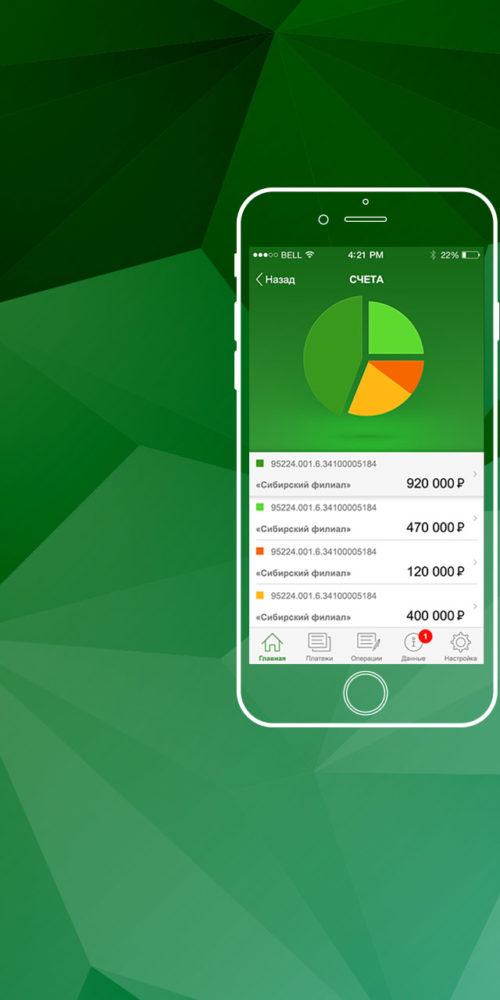 BELL 4:21 PM 22%
Назад СЧЕТА
95224.001.6.34100005184
«Сибирский филиал» 920 000 ₽
95224.001.6.34100005184
«Сибирский филиал» 470 000 ₽
95224.001.6.34100005184
«Сибирский филиал» 120 000 ₽
95224.001.6.34100005184
«Сибирский филиал» 400 000 ₽
1
Главная Платежи Операции Данные Настройка